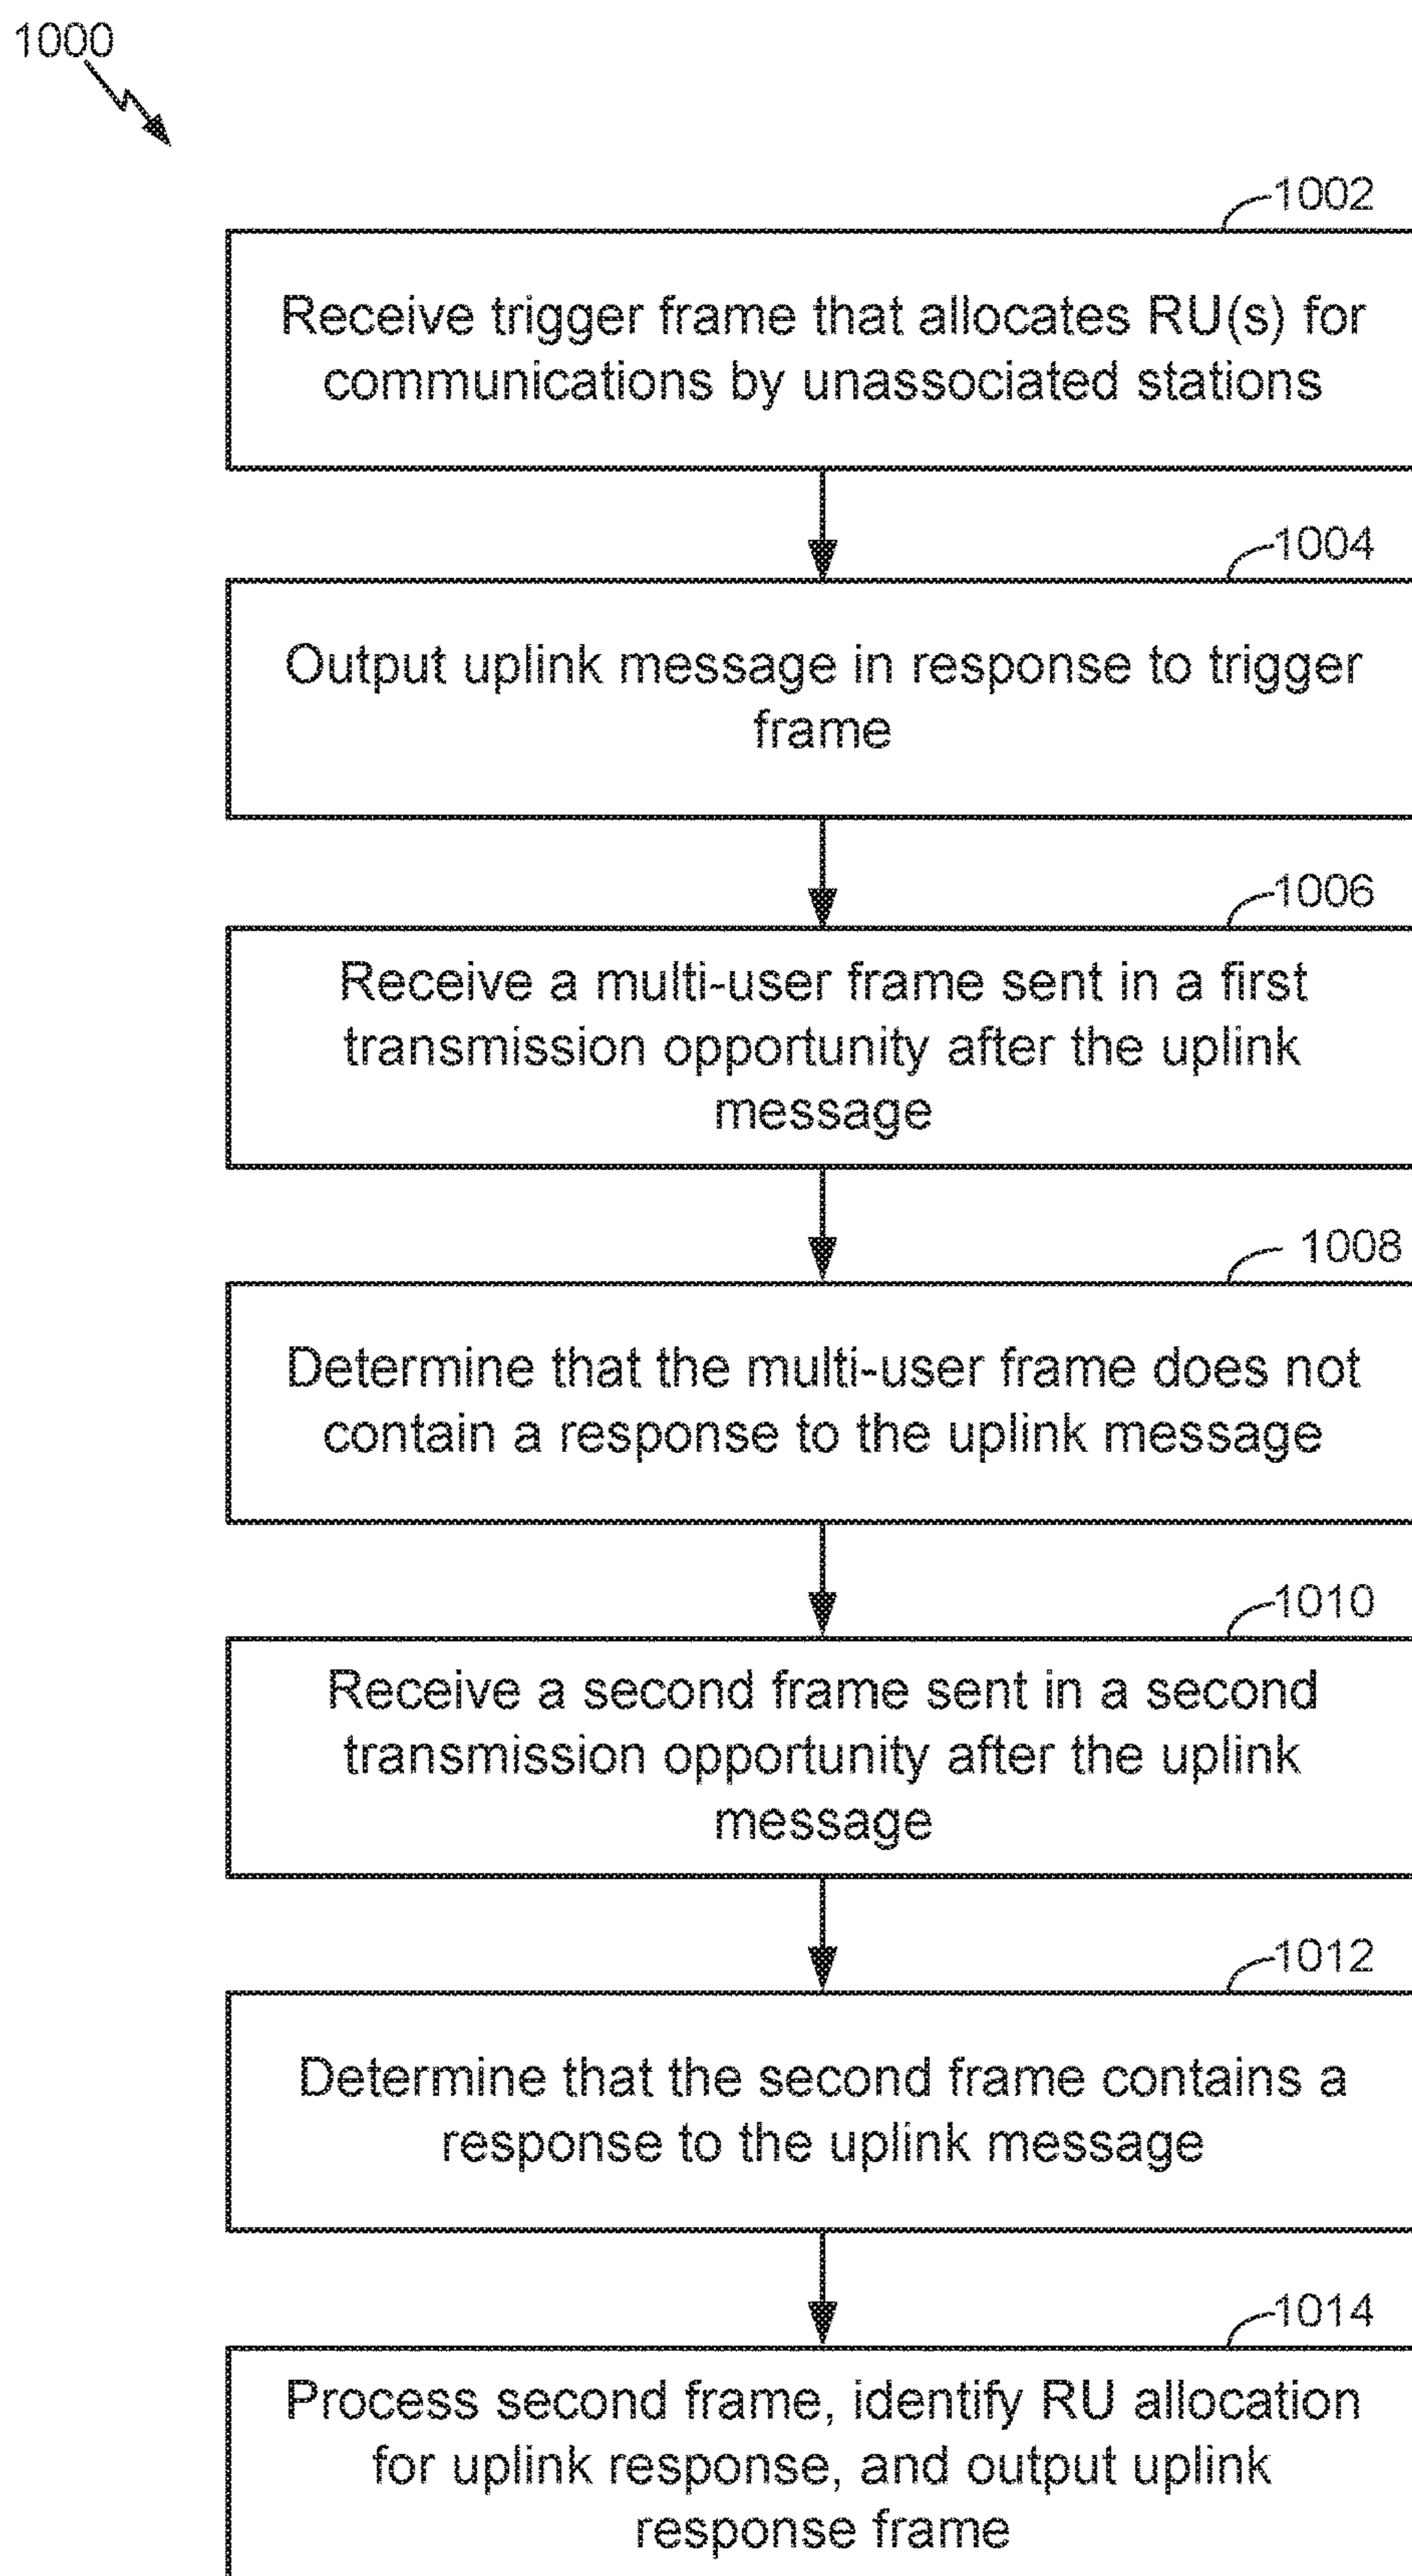 1000
1002
Receive trigger frame that allocates RU(s) for
communications by unassociated stations
1004
Output uplink message in response to trigger
frame
1006
Receive a multi-user frame sent in a first
transmission opportunity after the uplink
message
1008
Determine that the multi-user frame does not
contain a response to the uplink message
1010
Receive a second frame sent in a second
transmission opportunity after the uplink
message
1012
Determine that the second frame contains a
response to the uplink message
1014
Process second frame, identify RU allocation
for uplink response, and output uplink
response frame